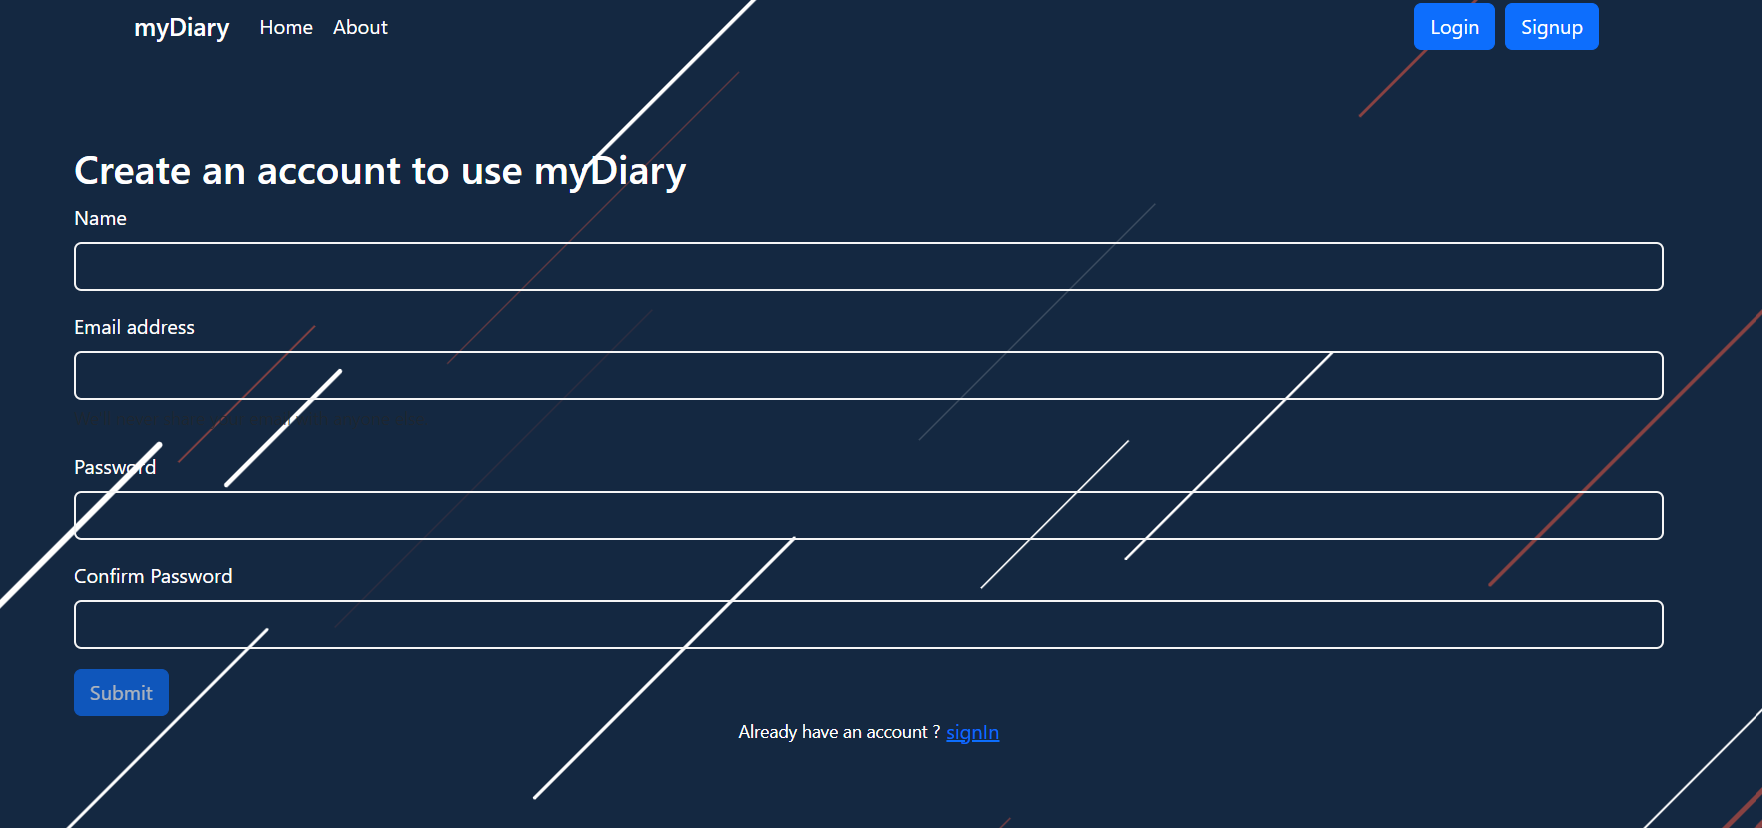 myDiary Home About Login Signup
Create an account to use myDiary
Name
Email address
Password
Confirm Password
Submit
Already have an account ? signIn